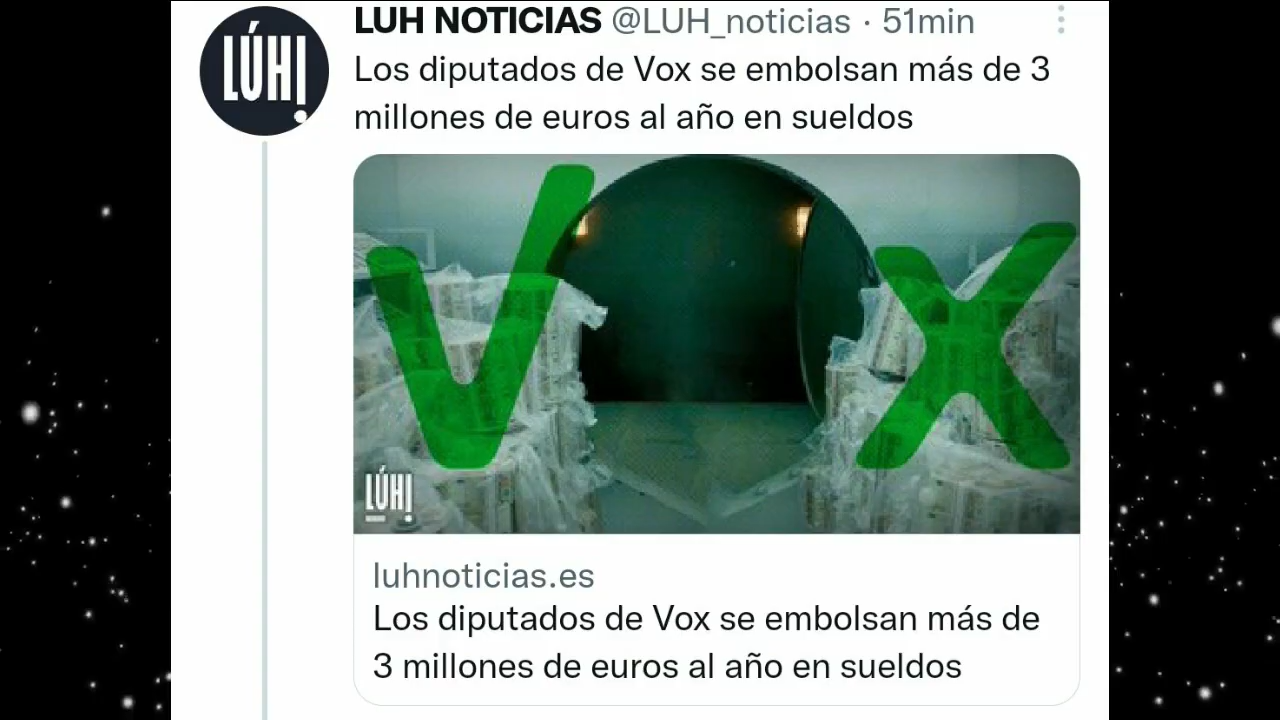 LUH NOTICIAS @LUH_noticias · 51min
LÚH!
Los diputados de Vox se embolsan más de 3
millones de euros al año en sueldos
VOX
LÚH!
luhnoticias.es
Los diputados de Vox se embolsan más de
3 millones de euros al año en sueldos